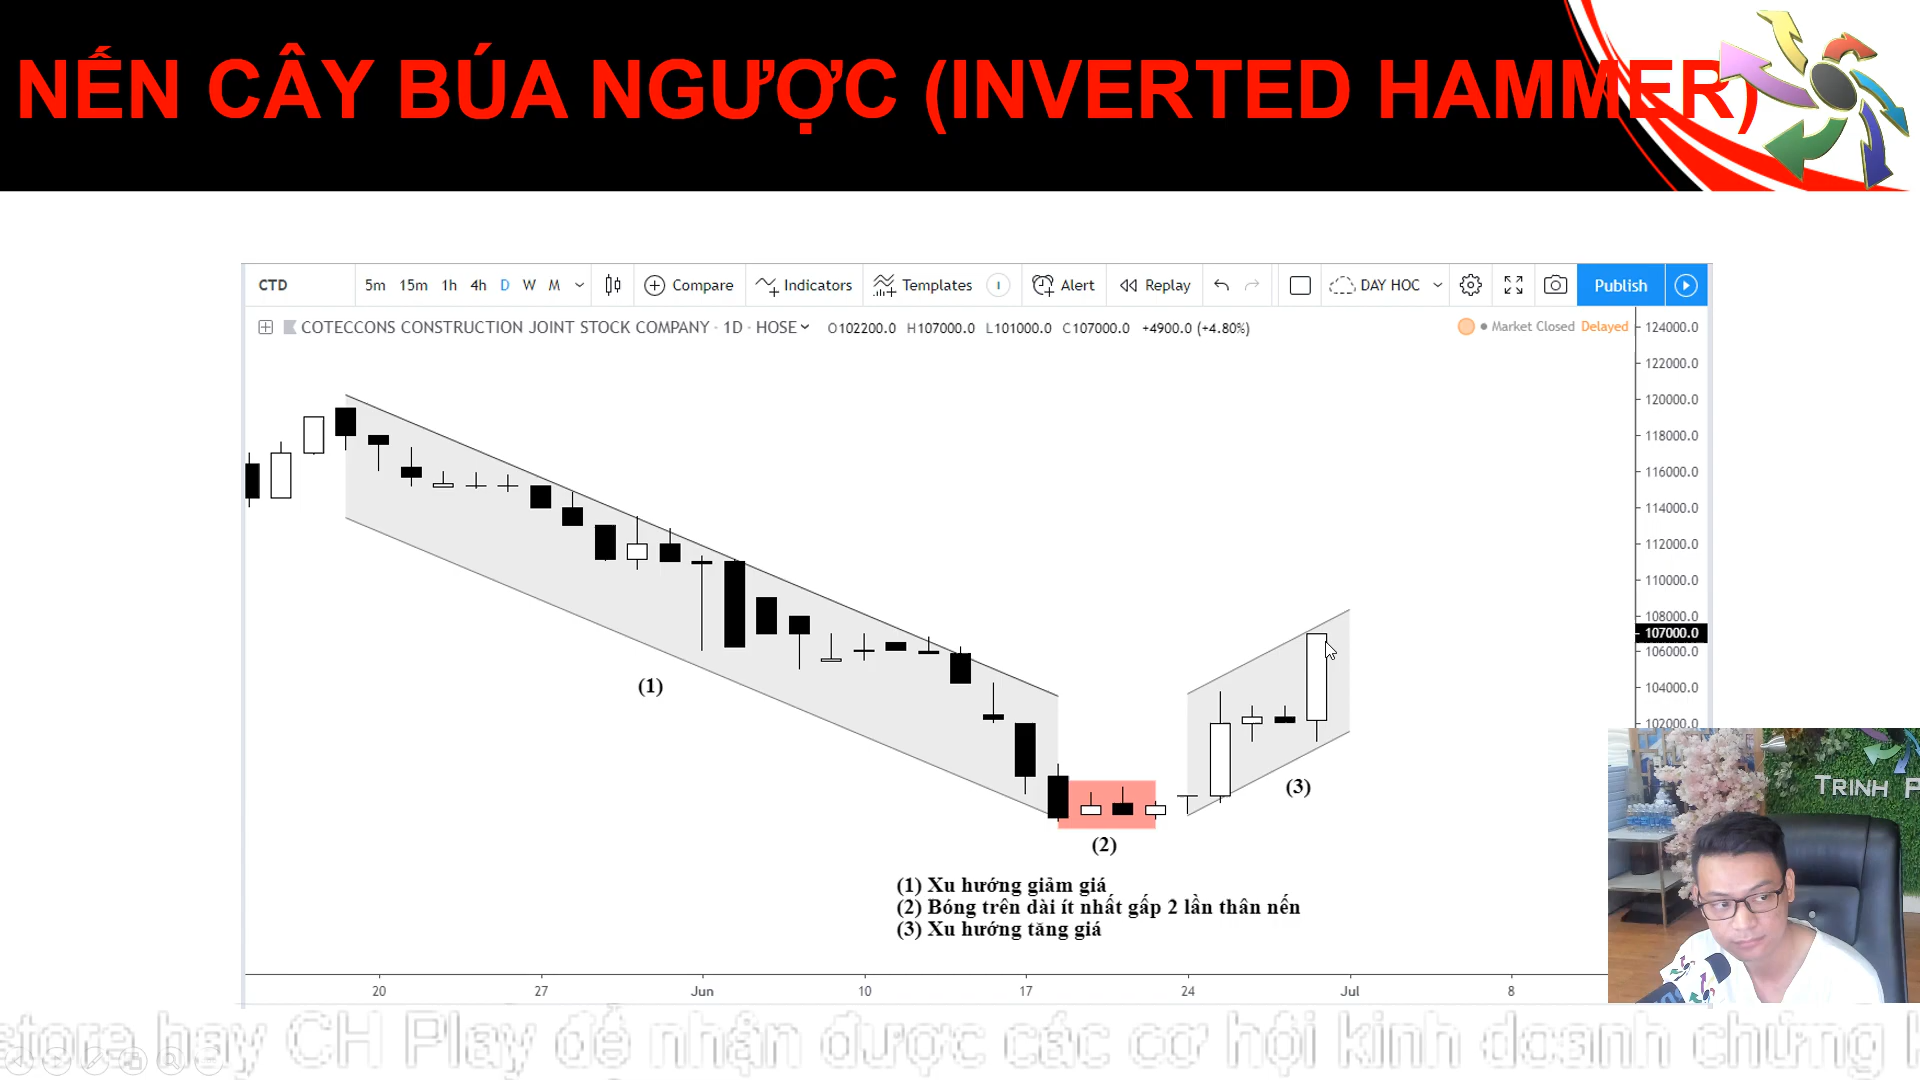 NẾN CÂY BÚA NGƯỢC (INVERTED HAMMER)
CTD 5m 15m 1h 4h D W M Compare Indicators Templates Alert Replay DAY HOC Publish
COTECCONS CONSTRUCTION JOINT STOCK COMPANY · 1D · HOSE O102200.0 H107000.0 L101000.0 C107000.0 +4900.0 (+4.80%) Market Closed Delayed
124000.0
122000.0
120000.0
118000.0
116000.0
114000.0
112000.0
110000.0
108000.0
107000.0
106000.0
104000.0
102000.0
(1)
(3)
TRINH P
(2)
(1) Xu hướng giảm giá
(2) Bóng trên dài ít nhất gấp 2 lần thân nến
(3) Xu hướng tăng giá
20 27 Jun 10 17 24 Jul 8
store hay CH Play để nhận được các cơ hội kinh doanh chứng